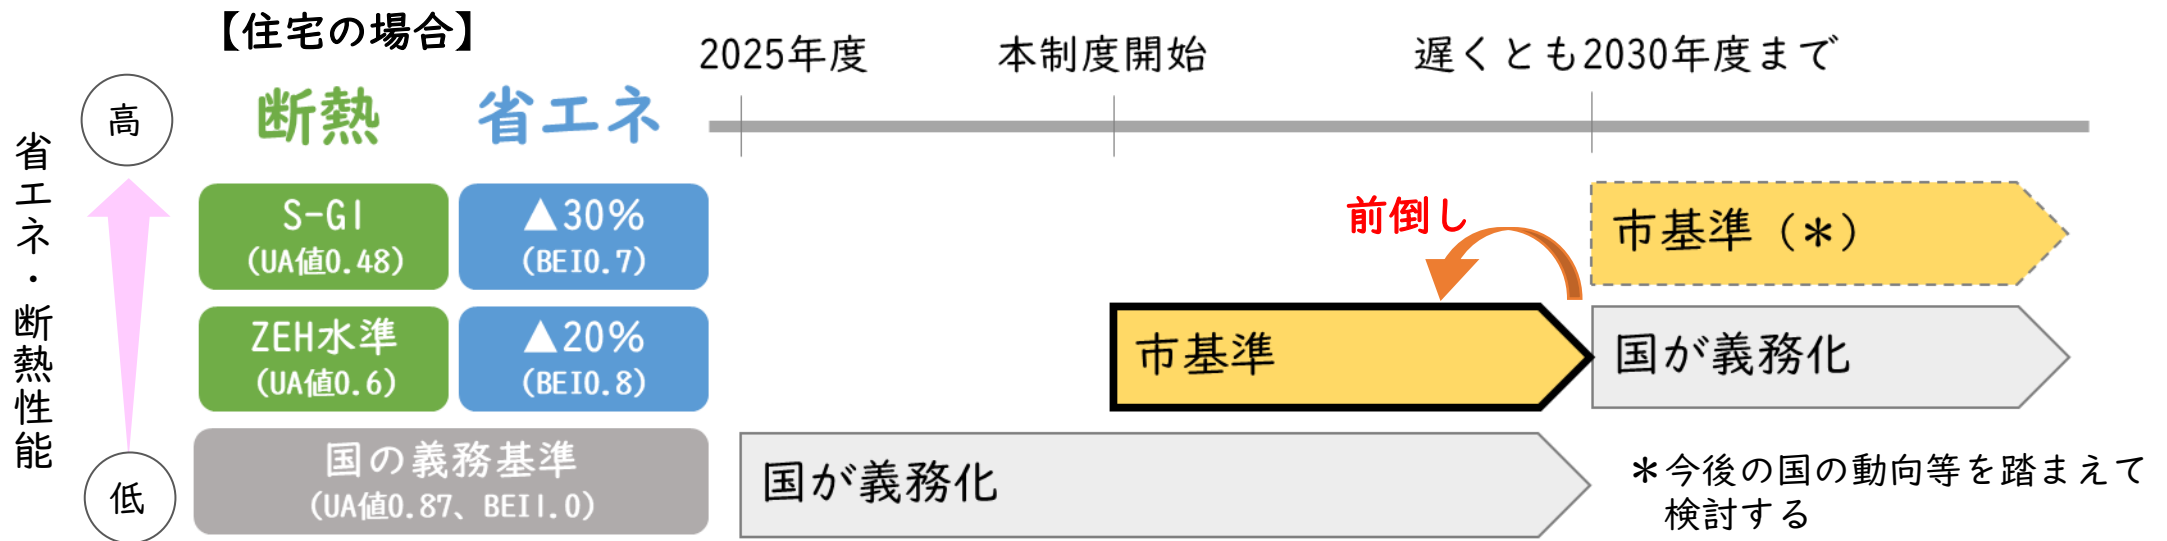 【住宅の場合】
2025年度
本制度開始
遅くとも2030年度まで
高
断熱
省エネ
省エネ・断熱性能
S-G1
(UA値0.48)
▲30%
(BEI0.7)
前倒し
市基準（＊）
ZEH水準
(UA値0.6)
▲20%
(BEI0.8)
市基準
国が義務化
国の義務基準
(UA値0.87、BEI1.0)
国が義務化
低
＊今後の国の動向等を踏まえて
検討する